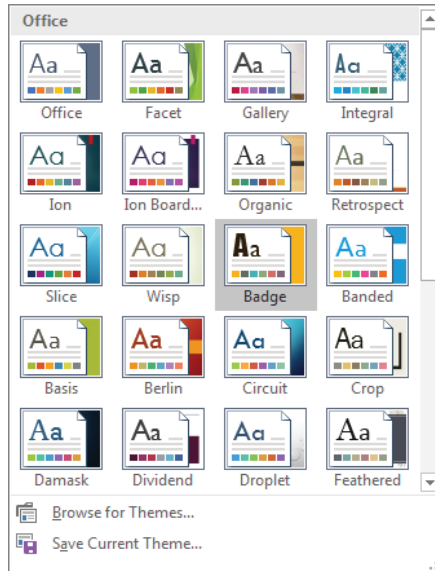 Office
Aa Aa Aa Aa
Office Facet Gallery Integral
Aa Aa Aa Aa
Ion Ion Board... Organic Retrospect
Aa Aa Aa Aa
Slice Wisp Badge Banded
Aa Aa Aa Aa
Basis Berlin Circuit Crop
Aa Aa Aa Aa
Damask Dividend Droplet Feathered
Browse for Themes...
Save Current Theme...